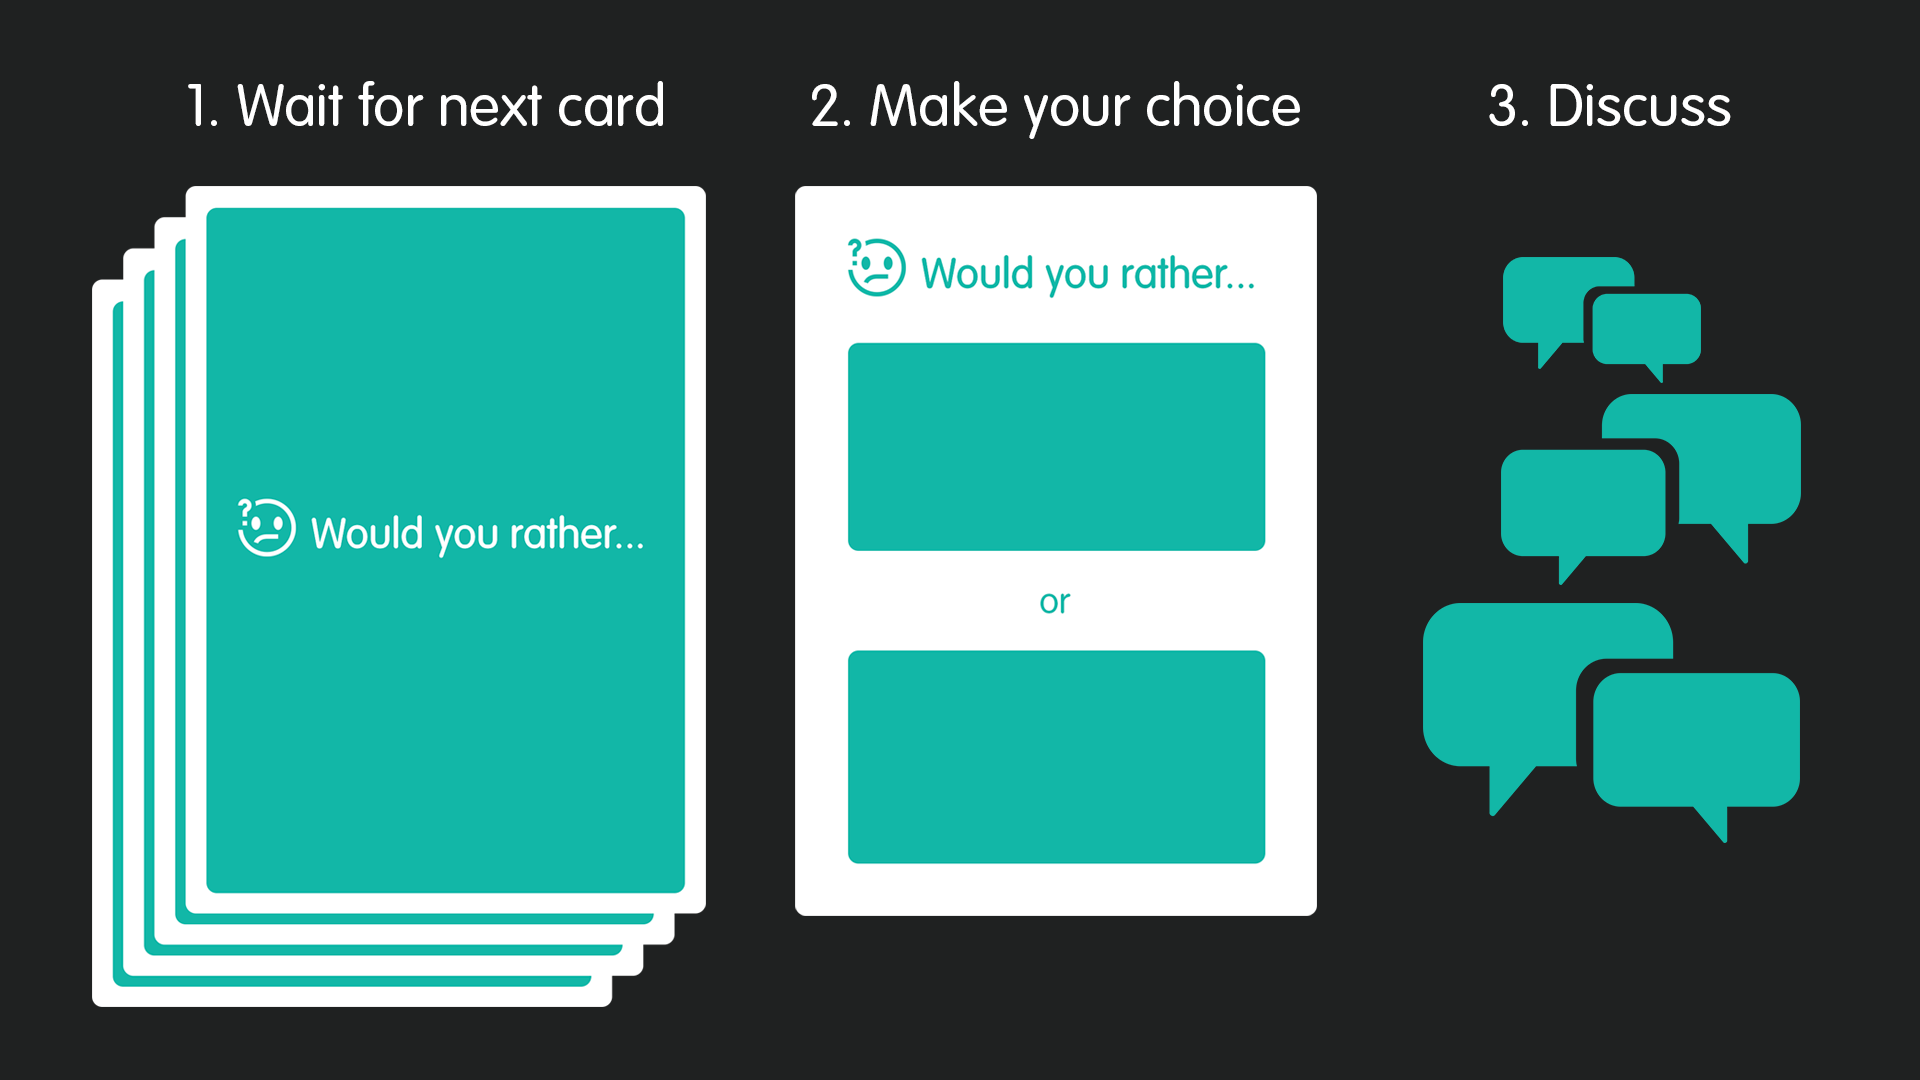 1. Wait for next card
2. Make your choice
3. Discuss
Would you rather...
Would you rather...
or